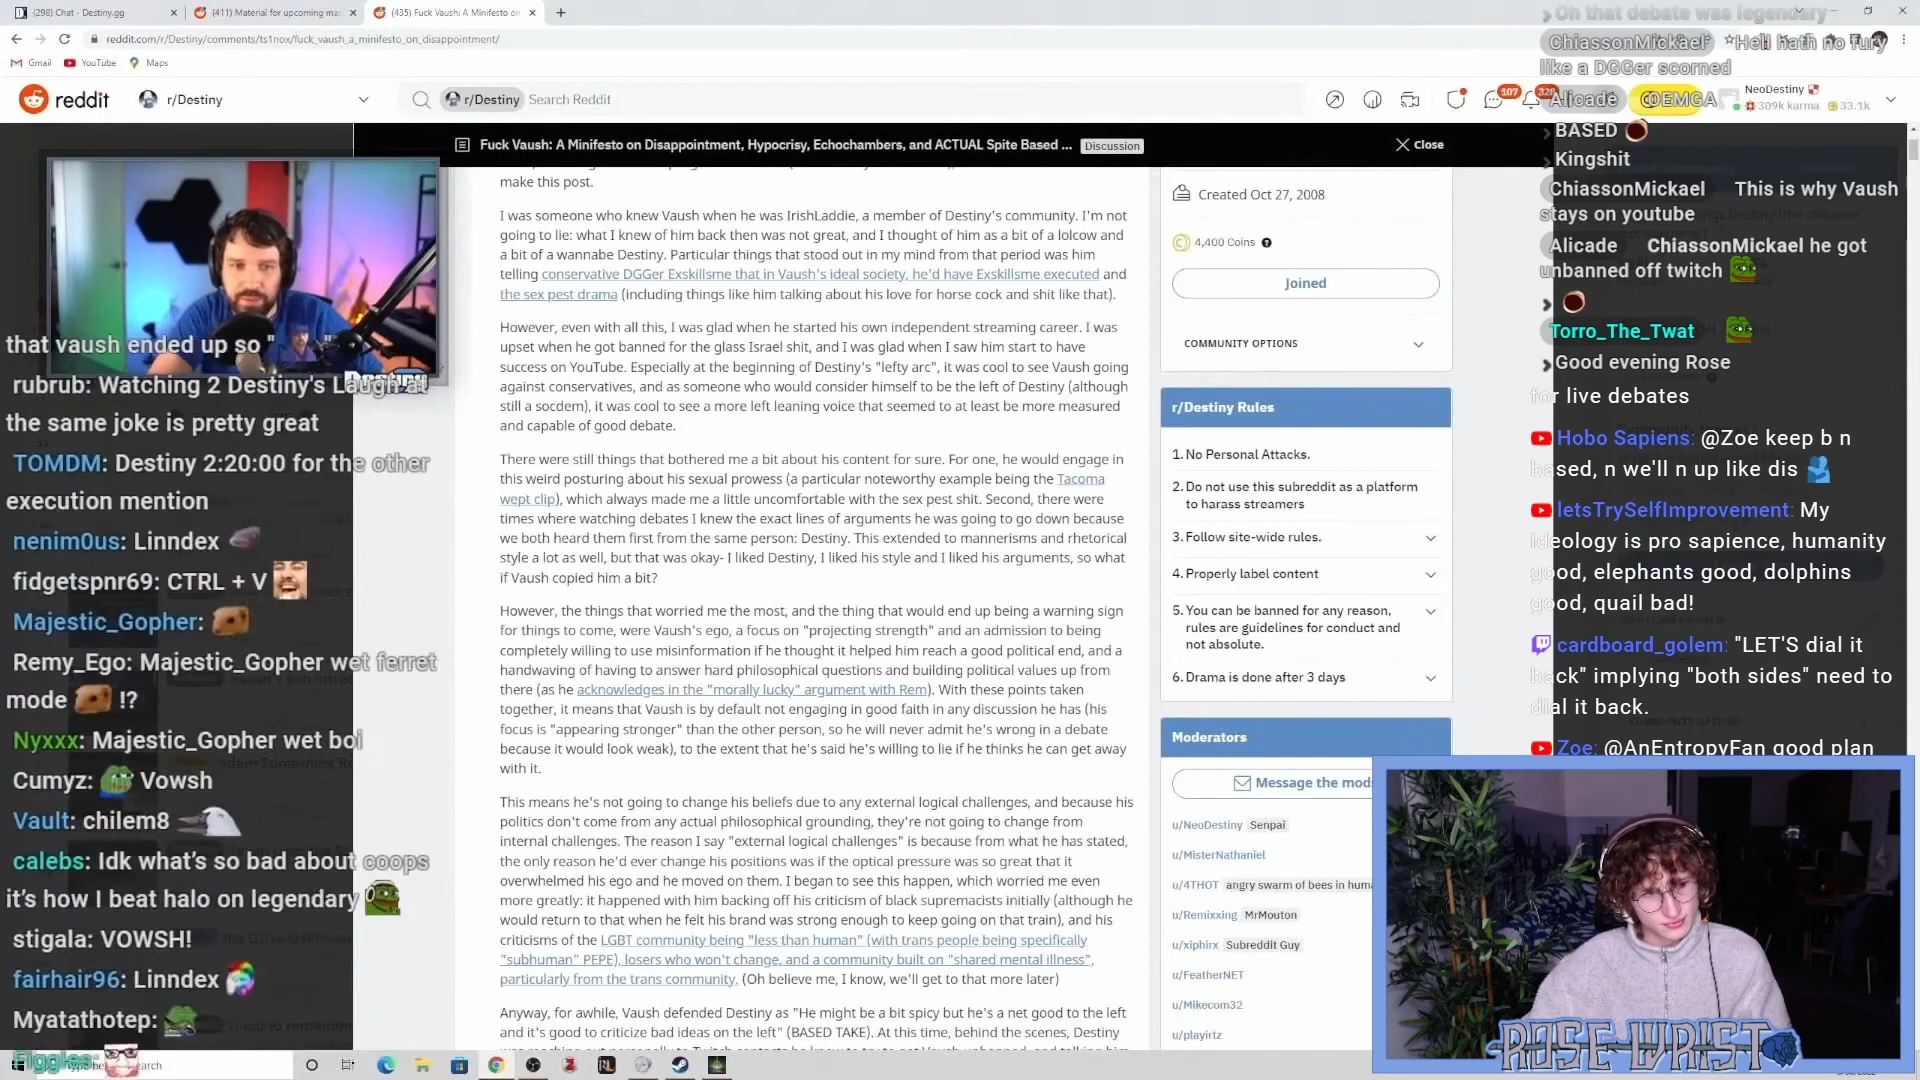 (298) Chat - Destiny.gg
(411) Material for upcoming mar
(435) Fuck Vaush: A Manifesto on
reddit.com/r/Destiny/comments/ts1nox/fuck_vaush_a_manifesto_on_disappointment/
Gmail
YouTube
Maps
reddit
r/Destiny
r/Destiny
Search Reddit
107
328
NeoDestiny
309k karma
33.1k
Fuck Vaush: A Manifesto on Disappointment, Hypocrisy, Echochambers, and ACTUAL Spite Based ...
Discussion
Close
make this post.
I was someone who knew Vaush when he was IrishLaddie, a member of Destiny's community. I'm not
going to lie: what I knew of him back then was not great, and I thought of him as a bit of a lolcow and
a bit of a wannabe Destiny. Particular things that stood out in my mind from that period was him
telling conservative DGGer Exskillsme that in Vaush's ideal society, he'd have Exskillsme executed and
the sex pest drama (including things like him talking about his love for horse cock and shit like that).
However, even with all this, I was glad when he started his own independent streaming career. I was
upset when he got banned for the glass Israel shit, and I was glad when I saw him start to have
success on YouTube. Especially at the beginning of Destiny's "lefty arc", it was cool to see Vaush going
against conservatives, and as someone who would consider himself to be the left of Destiny (although
still a socdem), it was cool to see a more left leaning voice that seemed to at least be more measured
and capable of good debate.
There were still things that bothered me a bit about his content for sure. For one, he would engage in
this weird posturing about his sexual prowess (a particular noteworthy example being the Tacoma
wept clip), which always made me a little uncomfortable with the sex pest shit. Second, there were
times where watching debates I knew the exact lines of arguments he was going to go down because
we both heard them first from the same person: Destiny. This extended to mannerisms and rhetorical
style a lot as well, but that was okay- I liked Destiny, I liked his style and I liked his arguments, so what
if Vaush copied him a bit?
However, the things that worried me the most, and the thing that would end up being a warning sign
for things to come, were Vaush's ego, a focus on "projecting strength" and an admission to being
completely willing to use misinformation if he thought it helped him reach a good political end, and a
handwaving of having to answer hard philosophical questions and building political values up from
there (as he acknowledges in the "morally lucky" argument with Rem). With these points taken
together, it means that Vaush is by default not engaging in good faith in any discussion he has (his
focus is "appearing stronger" than the other person, so he will never admit he's wrong in a debate
because it would look weak), to the extent that he's said he's willing to lie if he thinks he can get away
with it.
This means he's not going to change his beliefs due to any external logical challenges, and because his
politics don't come from any actual philosophical grounding, they're not going to change from
internal challenges. The reason I say "external logical challenges" is because from what he has stated,
the only reason he'd ever change his positions was if the optical pressure was so great that it
overwhelmed his ego and he moved on them. I began to see this happen, which worried me even
more greatly: it happened with him backing off his criticism of black supremacists initially (although he
would return to that when he felt his brand was strong enough to keep going on that train), and his
criticisms of the LGBT community being "less than human" (with trans people being specifically
"subhuman" PEPE), losers who won't change, and a community built on "shared mental illness",
particularly from the trans community. (Oh believe me, I know, we'll get to that more later)
Anyway, for awhile, Vaush defended Destiny as "He might be a bit spicy but he's a net good to the left
and it's good to criticize bad ideas on the left" (BASED TAKE). At this time, behind the scenes, Destiny
Created Oct 27, 2008
4,400 Coins
Joined
COMMUNITY OPTIONS
r/Destiny Rules
1. No Personal Attacks.
2. Do not use this subreddit as a platform
to harass streamers
3. Follow site-wide rules.
4. Properly label content
5. You can be banned for any reason,
rules are guidelines for conduct and
not absolute.
6. Drama is done after 3 days
Moderators
Message the mods
u/NeoDestiny Senpai
u/MisterNathaniel
u/4THOT angry swarm of bees in huma
u/Remixxing MrMouton
u/xiphirx Subreddit Guy
u/FeatherNET
u/Mikecom32
u/playirtz
that vaush ended up so "
rubrub: Watching 2 Destiny's Laugh at
the same joke is pretty great
TOMDM: Destiny 2:20:00 for the other
execution mention
nenim0us: Linndex
fidgetspnr69: CTRL + V
Majestic_Gopher:
Remy_Ego: Majestic_Gopher wet ferret
mode !?
Nyxxx: Majestic_Gopher wet boi
Cumyz: Vowsh
Vault: chilem8
calebs: Idk what's so bad about coops
it's how I beat halo on legendary
stigala: VOWSH!
fairhair96: Linndex
Myatathotep:
Figgles:
Oh that debate was legendary
ChiassonMickael Hell hath no fury
like a DGGer scorned
Alicade @OEMGA
BASED
Kingshit
ChiassonMickael This is why Vaush
stays on youtube
Alicade ChiassonMickael he got
unbanned off twitch
Torro_The_Twat
Good evening Rose
for live debates
Hobo Sapiens: @Zoe keep b n
based, n we'll n up like dis
letsTrySelfImprovement: My
ideology is pro sapience, humanity
good, elephants good, dolphins
good, quail bad!
cardboard_golem: "LET'S dial it
back" implying "both sides" need to
dial it back.
Zoe: @AnEntropyFan good plan
ROSE WRIST